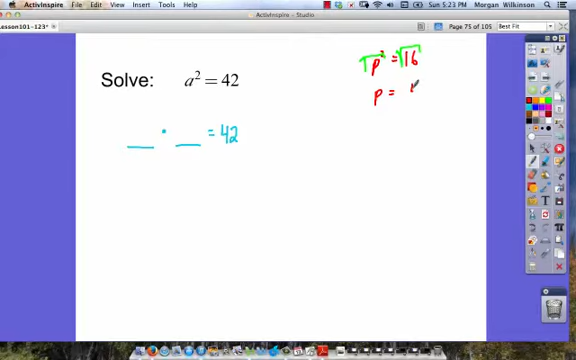 ActivInspire File Edit View Insert Tools Help Sun 5:23 PM Morgan Wilkinson
ActivInspire – Studio
Lesson101-123* Page 75 of 105 Best Fit
√p² = √16
Solve: a² = 42
p =
__ · __ = 42